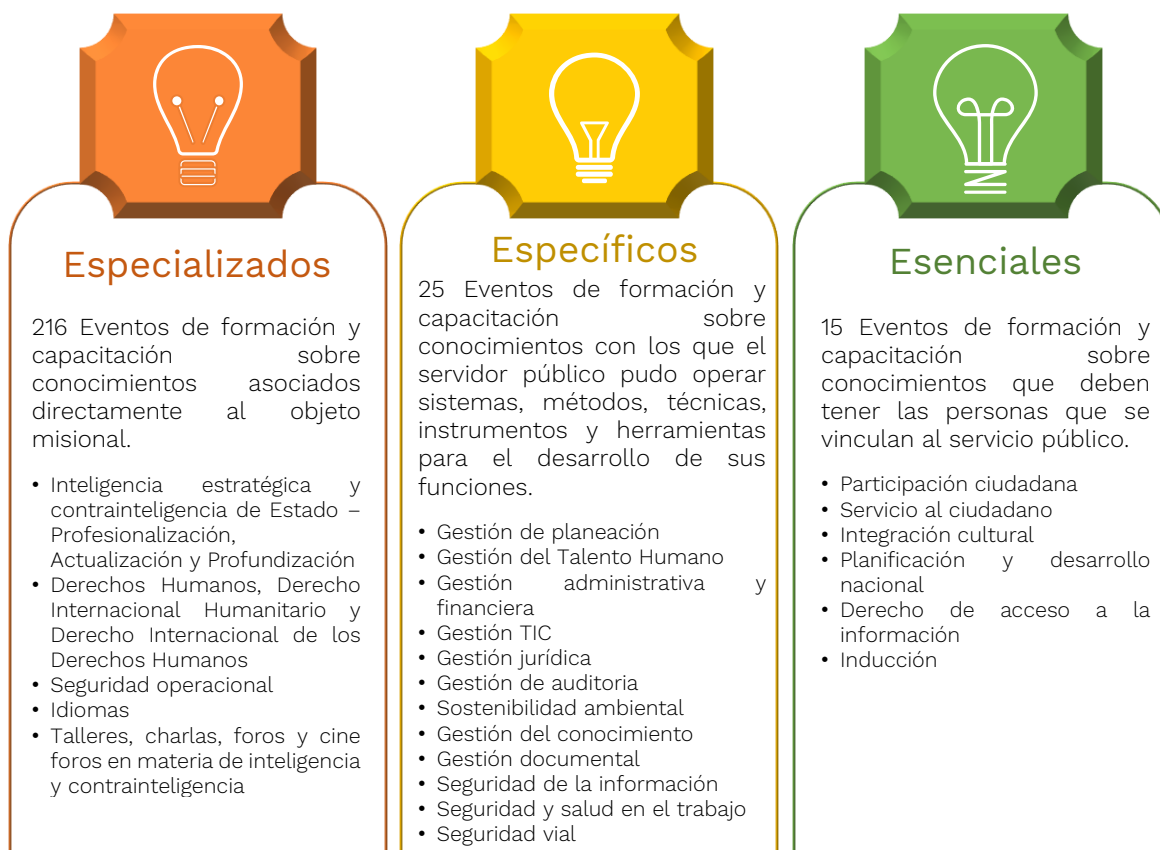 Especializados
216 Eventos de formación y
capacitación sobre
conocimientos asociados
directamente al objeto
misional.
• Inteligencia estratégica y
contrainteligencia de Estado –
Profesionalización,
Actualización y Profundización
• Derechos Humanos, Derecho
Internacional Humanitario y
Derecho Internacional de los
Derechos Humanos
• Seguridad operacional
• Idiomas
• Talleres, charlas, foros y cine
foros en materia de inteligencia
y contrainteligencia
Específicos
25 Eventos de formación y
capacitación sobre
conocimientos con los que el
servidor público pudo operar
sistemas, métodos, técnicas,
instrumentos y herramientas
para el desarrollo de sus
funciones.
• Gestión de planeación
• Gestión del Talento Humano
• Gestión administrativa y
financiera
• Gestión TIC
• Gestión jurídica
• Gestión de auditoria
• Sostenibilidad ambiental
• Gestión del conocimiento
• Gestión documental
• Seguridad de la información
• Seguridad y salud en el trabajo
• Seguridad vial
Esenciales
15 Eventos de formación y
capacitación sobre
conocimientos que deben
tener las personas que se
vinculan al servicio público.
• Participación ciudadana
• Servicio al ciudadano
• Integración cultural
• Planificación y desarrollo
nacional
• Derecho de acceso a la
información
• Inducción